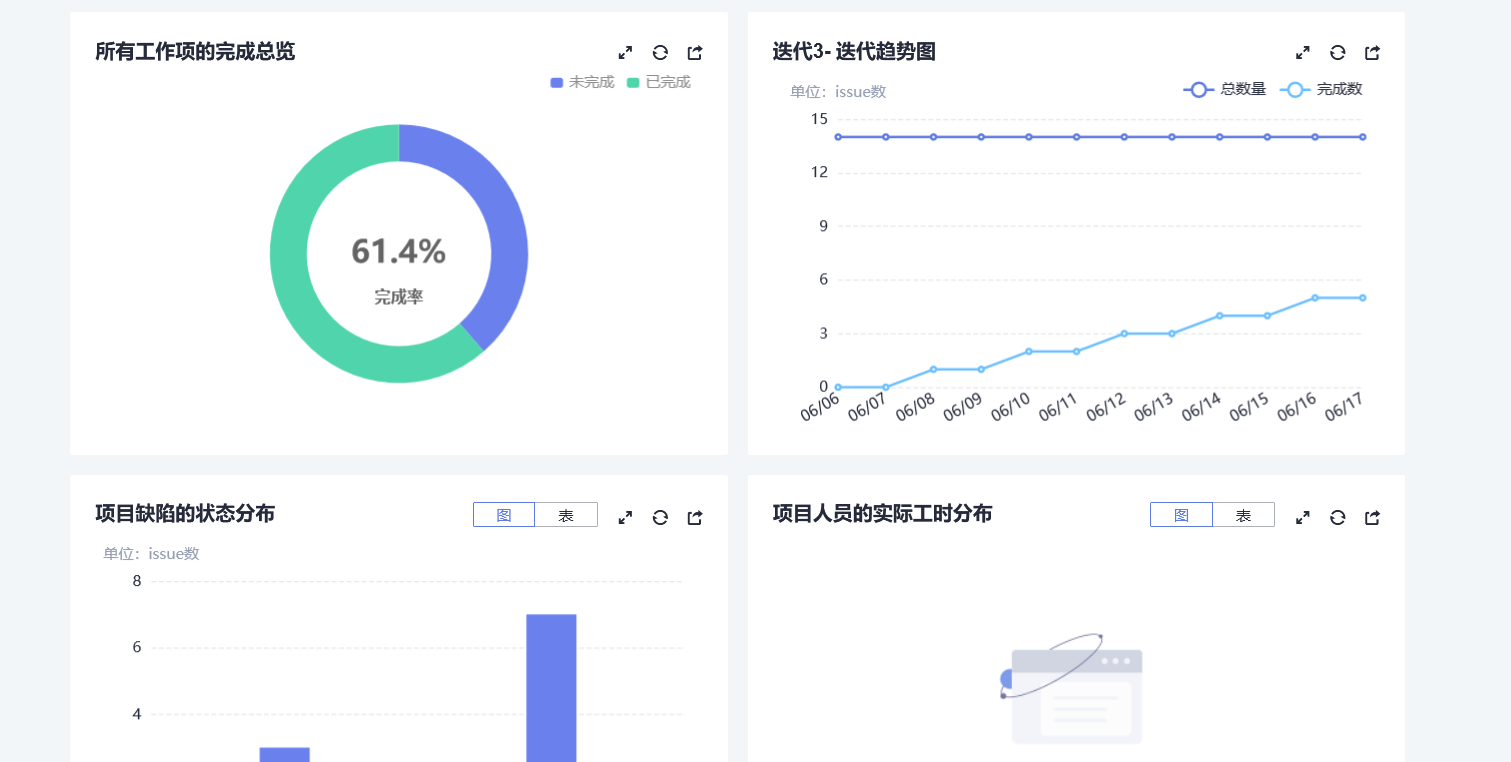 所有工作项的完成总览
未完成 已完成
61.4%
完成率
迭代3- 迭代趋势图
单位：issue数
总数量 完成数
15
12
9
6
3
0
06/06 06/07 06/08 06/09 06/10 06/11 06/12 06/13 06/14 06/15 06/16 06/17
项目缺陷的状态分布
图 表
单位：issue数
8
6
4
项目人员的实际工时分布
图 表